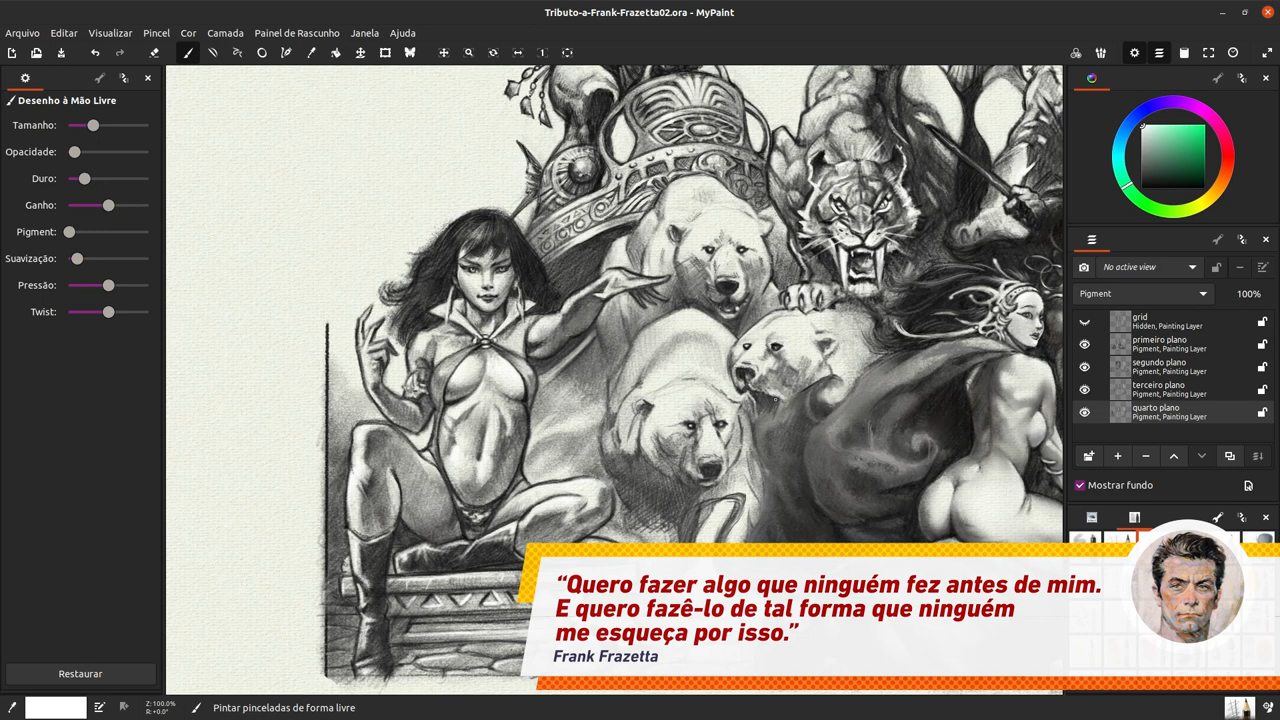 Tributo-a-Frank-Frazetta02.ora - MyPaint
Arquivo Editar Visualizar Pincel Cor Camada Painel de Rascunho Janela Ajuda
Desenho à Mão Livre
Tamanho:
Opacidade:
Duro:
Ganho:
Pigment:
Suavização:
Pressão:
Twist:
Restaurar
No active view
Pigment 100%
grid
Hidden, Painting Layer
primeiro plano
Pigment, Painting Layer
segundo plano
Pigment, Painting Layer
terceiro plano
Pigment, Painting Layer
quarto plano
Pigment, Painting Layer
Mostrar fundo
“Quero fazer algo que ninguém fez antes de mim.
E quero fazê-lo de tal forma que ninguém
me esqueça por isso.”
Frank Frazetta
Z: 100.0%
R: +0.0°
Pintar pinceladas de forma livre